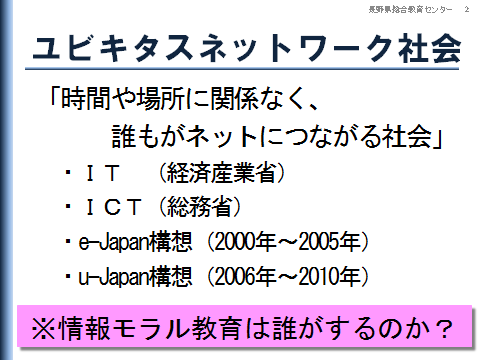 長野県総合教育センター 2
ユビキタスネットワーク社会
「時間や場所に関係なく、
誰もがネットにつながる社会」
・ＩＴ （経済産業省）
・ＩＣＴ（総務省）
・e-Japan構想（2000年～2005年）
・u-Japan構想（2006年～2010年）
※情報モラル教育は誰がするのか？